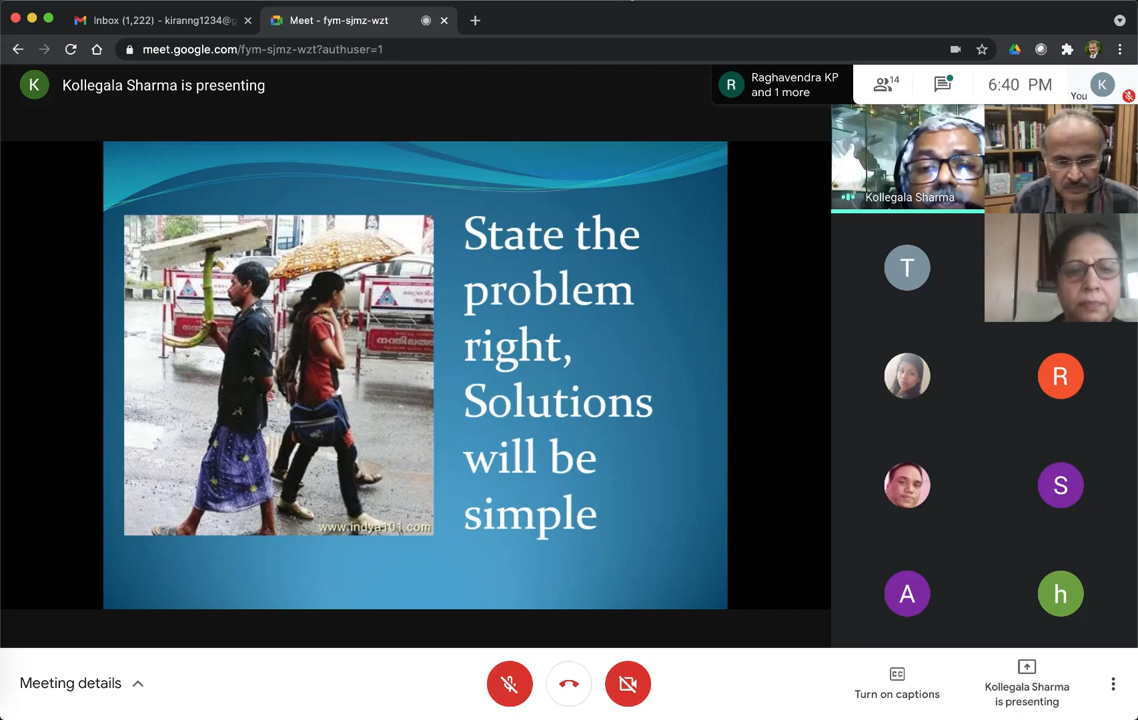 Inbox (1,222) - kiranng1234@g
Meet - fym-sjmz-wzt
meet.google.com/fym-sjmz-wzt?authuser=1
K
Kollegala Sharma is presenting
R
Raghavendra KP
and 1 more
14
6:40 PM
You
K
Kollegala Sharma
State the
problem
right,
Solutions
will be
simple
www.indya101.com
T
R
S
A
h
Meeting details
Turn on captions
Kollegala Sharma
is presenting